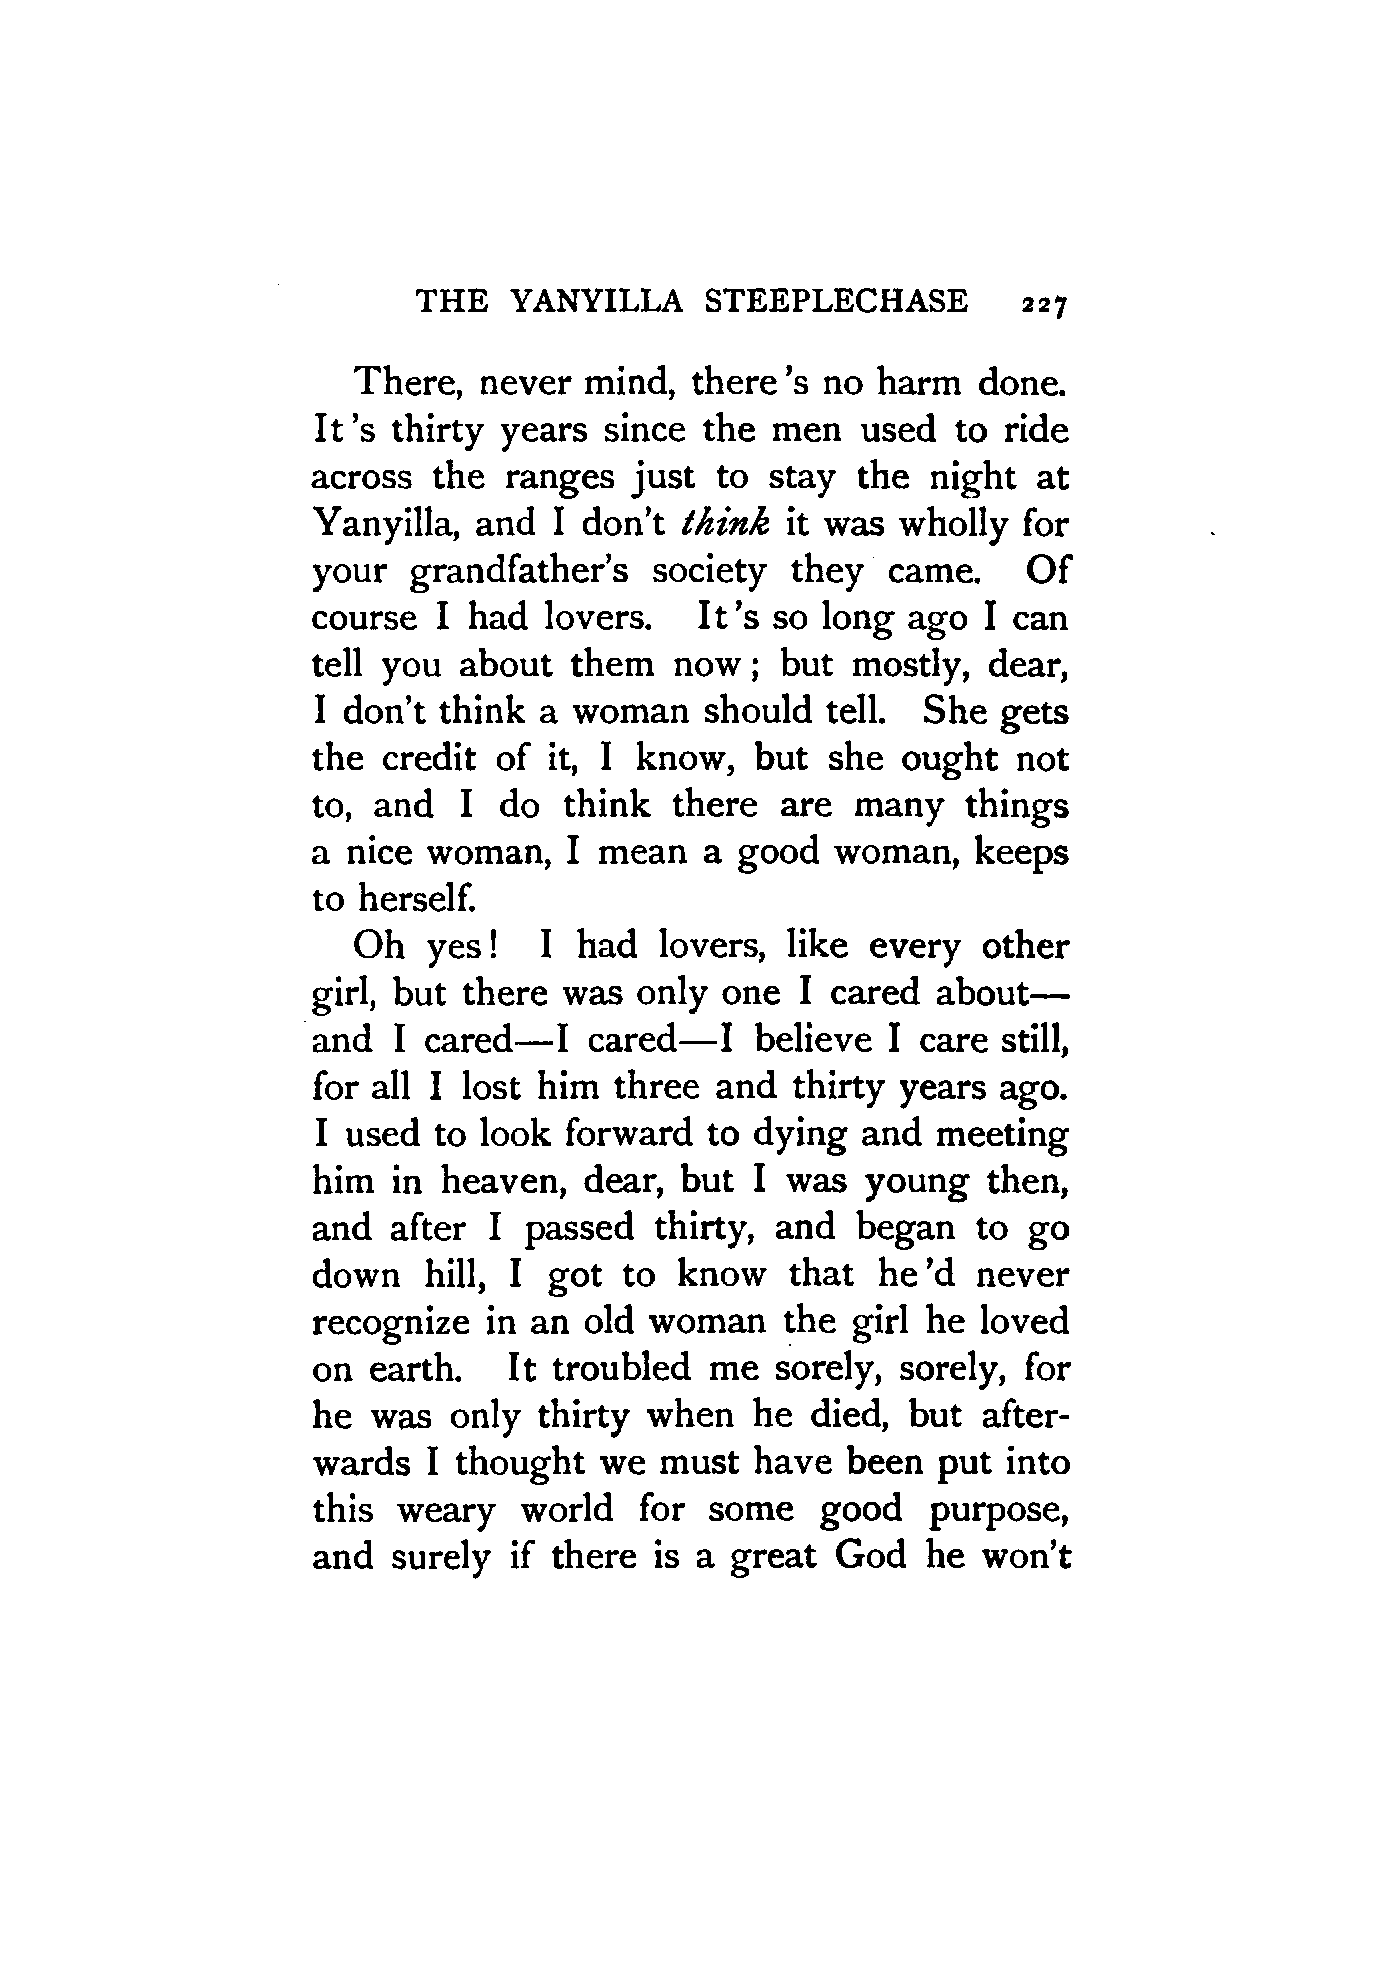 THE YANYILLA STEEPLECHASE 227
There, never mind, there 's no harm done.
It 's thirty years since the men used to ride
across the ranges just to stay the night at
Yanyilla, and I don't think it was wholly for
your grandfather's society they came. Of
course I had lovers. It 's so long ago I can
tell you about them now ; but mostly, dear,
I don't think a woman should tell. She gets
the credit of it, I know, but she ought not
to, and I do think there are many things
a nice woman, I mean a good woman, keeps
to herself.
Oh yes! I had lovers, like every other
girl, but there was only one I cared about—
and I cared—I cared—I believe I care still,
for all I lost him three and thirty years ago.
I used to look forward to dying and meeting
him in heaven, dear, but I was young then,
and after I passed thirty, and began to go
down hill, I got to know that he 'd never
recognize in an old woman the girl he loved
on earth. It troubled me sorely, sorely, for
he was only thirty when he died, but after-
wards I thought we must have been put into
this weary world for some good purpose,
and surely if there is a great God he won't